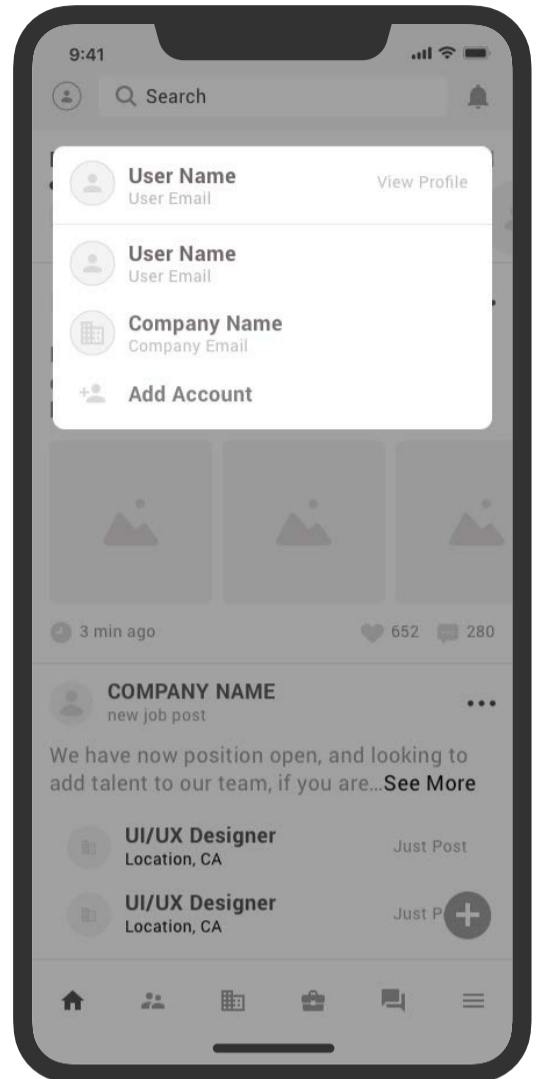 9:41
Search
User Name
View Profile
User Email
User Name
User Email
Company Name
Company Email
Add Account
3 min ago
652
280
COMPANY NAME
new job post
We have now position open, and looking to
add talent to our team, if you are...See More
UI/UX Designer
Just Post
Location, CA
UI/UX Designer
Just P
Location, CA